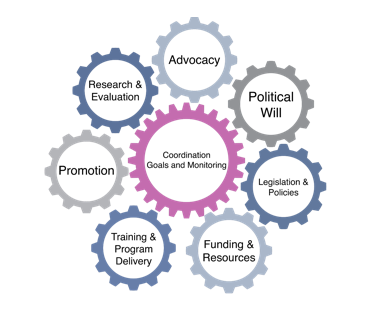 Advocacy
Political
Will
Legislation &
Policies
Funding &
Resources
Training &
Program
Delivery
Promotion
Research &
Evaluation
Coordination
Goals and Monitoring